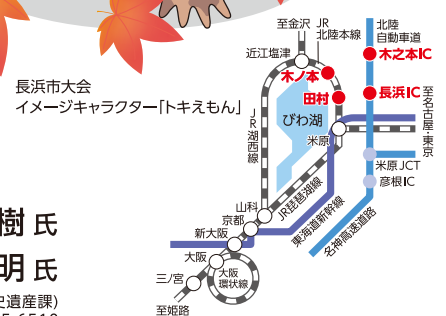 長浜市大会
イメージキャラクター「トキえもん」
樹 氏
明 氏
遺産課)
至金沢
JR
北陸本線
北陸
自動車道
近江塩津
木ノ本
木之本IC
田村
長浜IC
至名古屋・東京
びわ湖
JR湖西線
米原
米原JCT
彦根IC
山科
京都
JR琵琶湖線
東海道新幹線
名神高速道路
新大阪
大阪
大阪
環状線
三ノ宮
至姫路